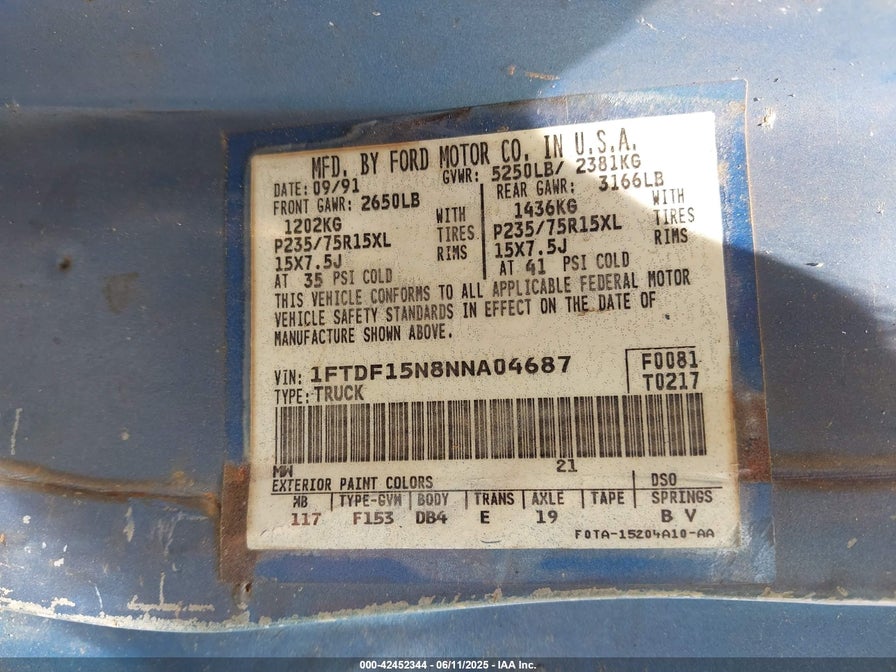 MFD. BY FORD MOTOR CO. IN U.S.A.
DATE: 09/91 GVWR: 5250LB/ 2381KG
FRONT GAWR: 2650LB REAR GAWR: 3166LB
1202KG WITH 1436KG WITH
P235/75R15XL TIRES P235/75R15XL TIRES
15X7.5J RIMS 15X7.5J RIMS
AT 35 PSI COLD AT 41 PSI COLD
THIS VEHICLE CONFORMS TO ALL APPLICABLE FEDERAL MOTOR
VEHICLE SAFETY STANDARDS IN EFFECT ON THE DATE OF
MANUFACTURE SHOWN ABOVE.
VIN: 1FTDF15N8NNA04687 F0081
TYPE: TRUCK T0217
MW 21
EXTERIOR PAINT COLORS DSO
WB TYPE-GVM BODY TRANS AXLE TAPE SPRINGS
117 F153 DB4 E 19 B V
FOTA-15204A10-AA
000-42452344 - 06/11/2025 - IAA Inc.